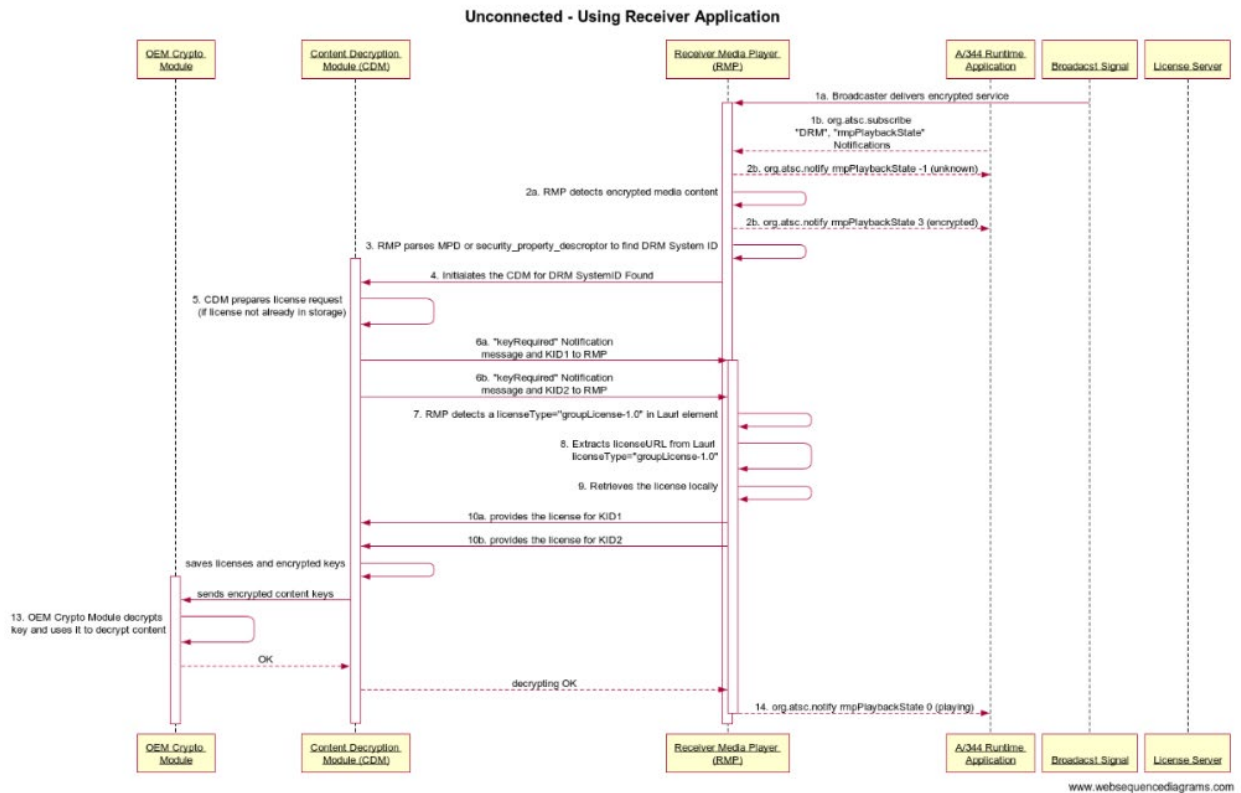 Unconnected - Using Receiver Application
OEM Crypto
Module
Content Decryption
Module (CDM)
Receiver Media Player
(RMP)
A/344 Runtime
Application
Broadacst Signal
License Server
1a. Broadcaster delivers encrypted service
1b. org.atsc.subscribe
"DRM", "rmpPlaybackState"
Notifications
2b. org.atsc.notify rmpPlaybackState -1 (unknown)
2a. RMP detects encrypted media content
2b. org.atsc.notify rmpPlaybackState 3 (encrypted)
3. RMP parses MPD or security_property_descroptor to find DRM System ID
4. Initialates the CDM for DRM SystemID Found
5. CDM prepares license request
(if license not already in storage)
6a. "keyRequired" Notification
message and KID1 to RMP
6b. "keyRequired" Notification
message and KID2 to RMP
7. RMP detects a licenseType="groupLicense-1.0" in Laurl element
8. Extracts licenseURL from Laurl
licenseType="groupLicense-1.0"
9. Retrieves the license locally
10a. provides the license for KID1
10b. provides the license for KID2
saves licenses and encrypted keys
sends encrypted content keys
13. OEM Crypto Module decrypts
key and uses it to decrypt content
OK
decrypting OK
14. org.atsc.notify rmpPlaybackState 0 (playing)
OEM Crypto
Module
Content Decryption
Module (CDM)
Receiver Media Player
(RMP)
A/344 Runtime
Application
Broadacst Signal
License Server
www.websequencediagrams.com